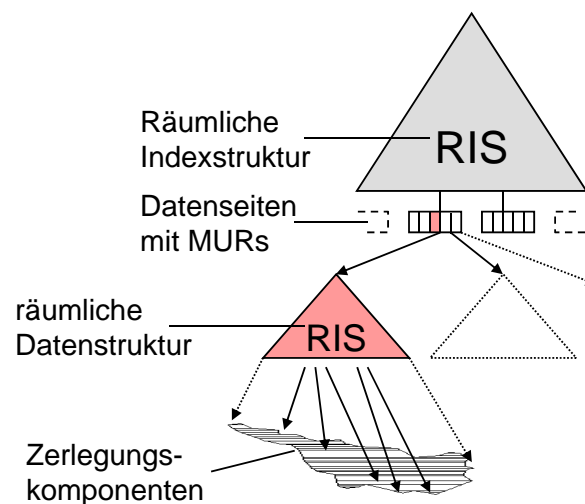 Räumliche
Indexstruktur
RIS
Datenseiten
mit MURs
räumliche
Datenstruktur
RIS
Zerlegungs-
komponenten